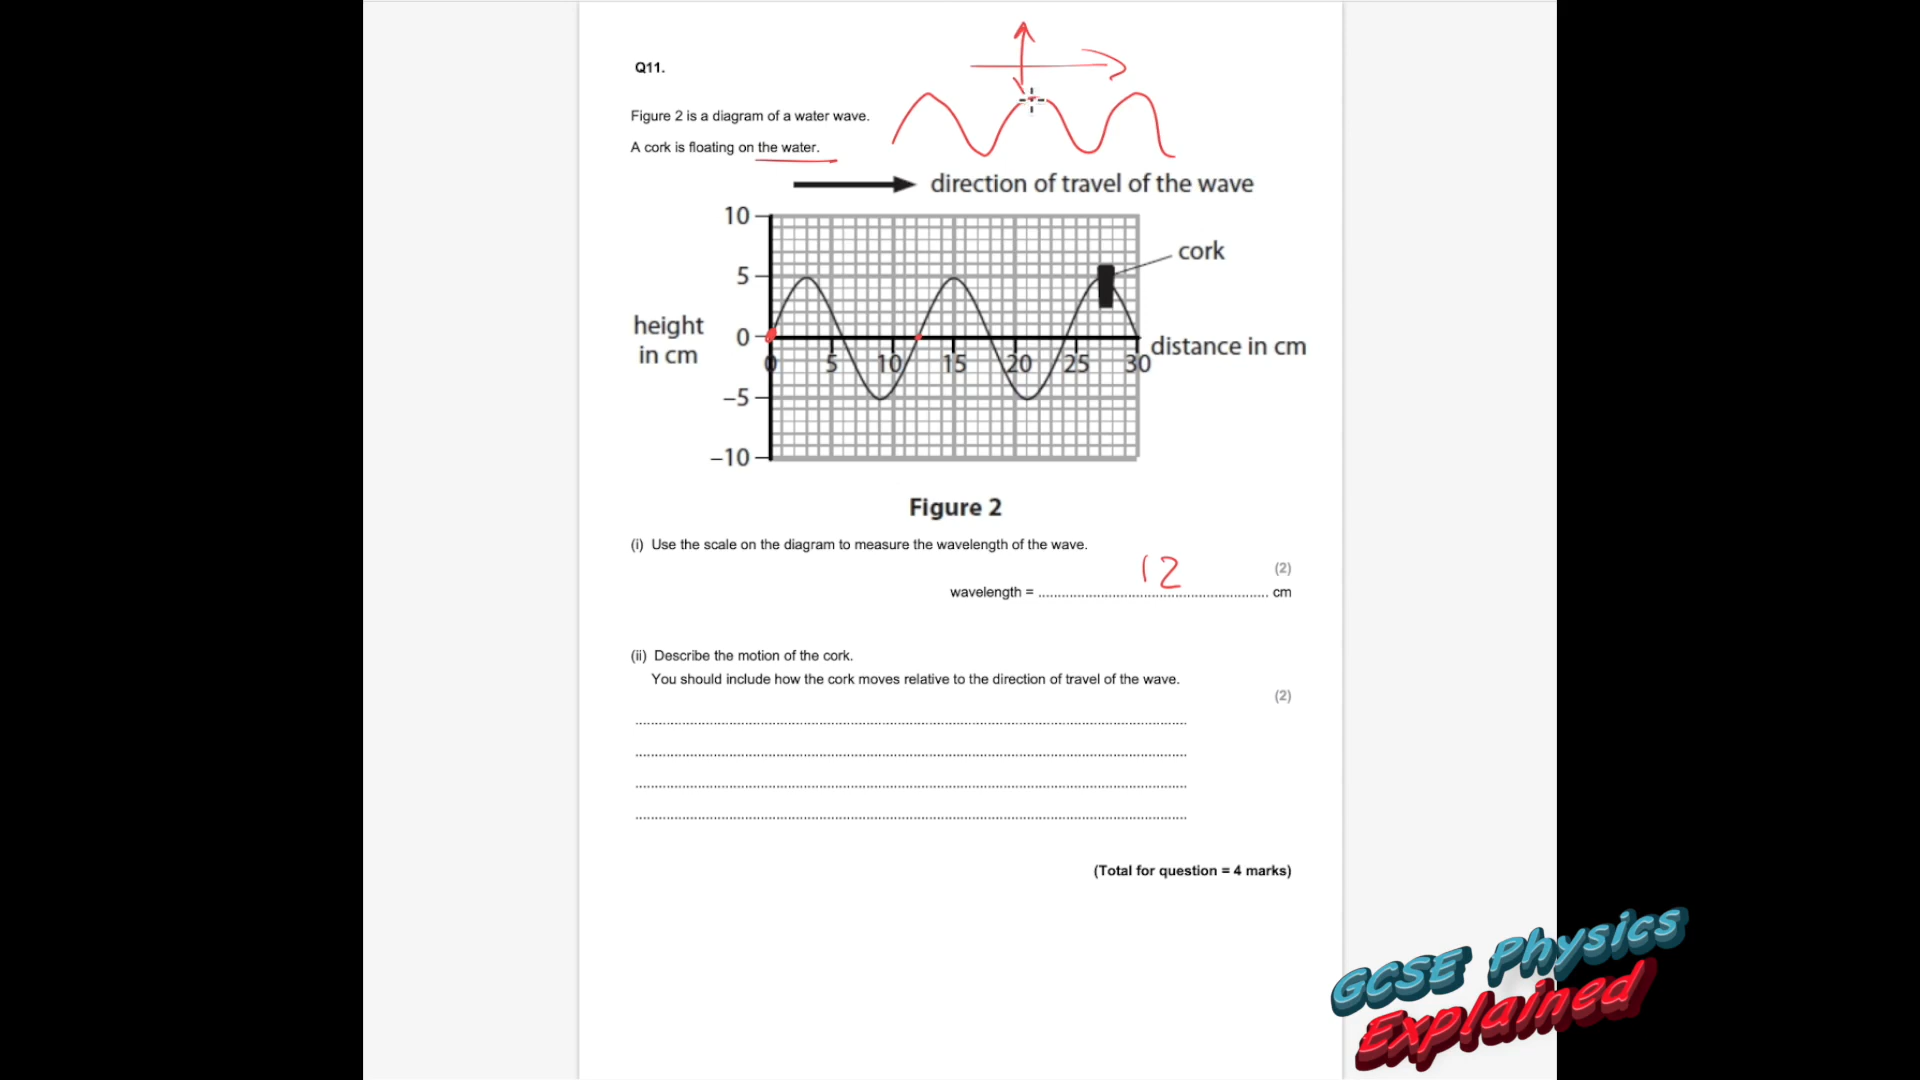 Q11.
Figure 2 is a diagram of a water wave.
A cork is floating on the water.
direction of travel of the wave
10
cork
5
height
in cm
0
distance in cm
0 5 10 15 20 25 30
–5
–10
Figure 2
(i) Use the scale on the diagram to measure the wavelength of the wave.
(2)
12
wavelength = .......................................................... cm
(ii) Describe the motion of the cork.
You should include how the cork moves relative to the direction of travel of the wave.
(2)
(Total for question = 4 marks)
GCSE Physics
Explained